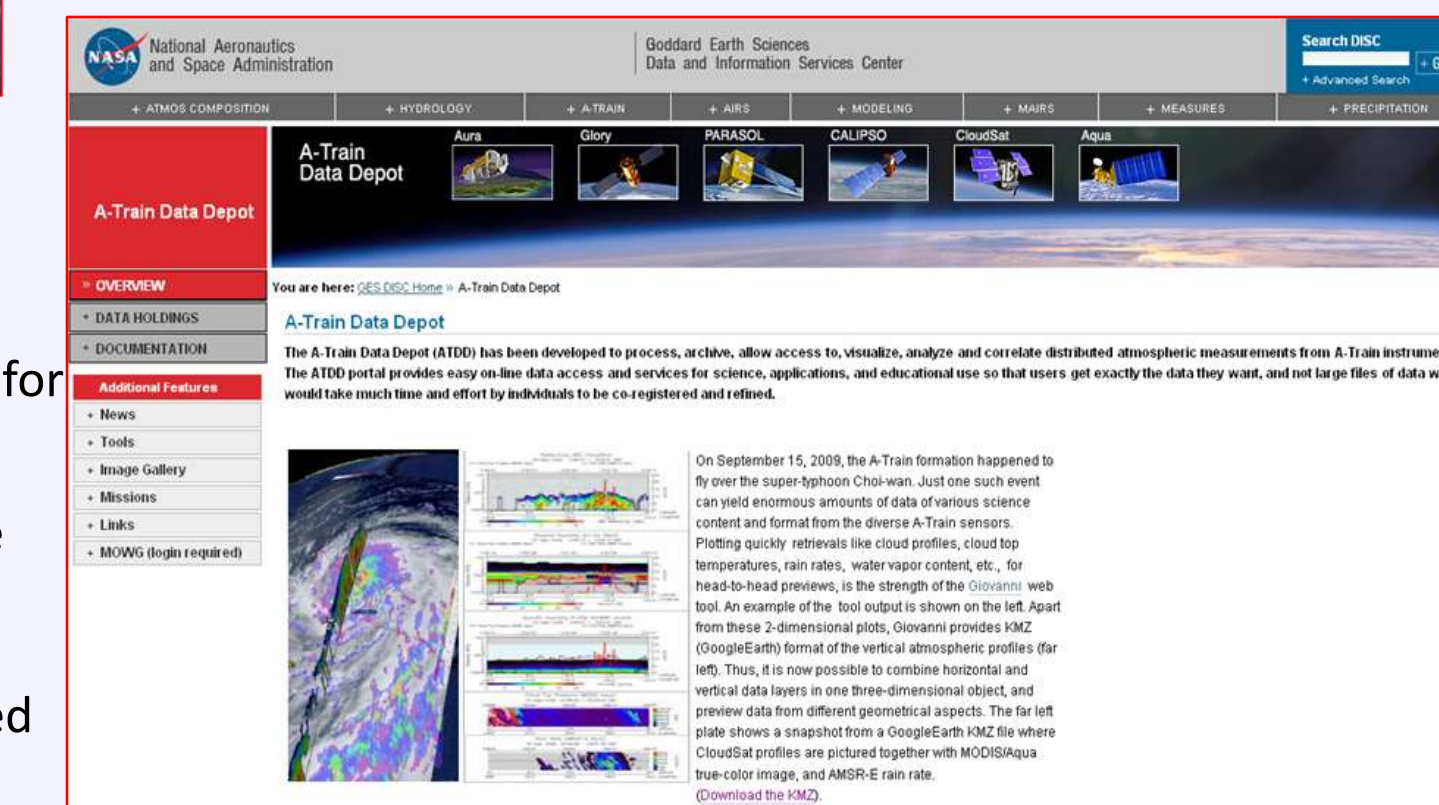 National Aeronautics
and Space Administration
Goddard Earth Sciences
Data and Information Services Center
Search DISC
+ G
+ Advanced Search
+ ATMOS COMPOSITION
+ HYDROLOGY
+ A-TRAIN
+ AIRS
+ MODELING
+ MAIRS
+ MEASURES
+ PRECIPITATION
NASA
A-Train Data Depot
A-Train
Data Depot
Aura
Glory
PARASOL
CALIPSO
CloudSat
Aqua
» OVERVIEW
+ DATA HOLDINGS
+ DOCUMENTATION
Additional Features
+ News
+ Tools
+ Image Gallery
+ Missions
+ Links
+ MOWG (login required)
for
ed
You are here: GES DISC Home » A-Train Data Depot
A-Train Data Depot
The A-Train Data Depot (ATDD) has been developed to process, archive, allow access to, visualize, analyze and correlate distributed atmospheric measurements from A-Train instrume
The ATDD portal provides easy on-line data access and services for science, applications, and educational use so that users get exactly the data they want, and not large files of data w
would take much time and effort by individuals to be co-registered and refined.
On September 15, 2009, the A-Train formation happened to
fly over the super-typhoon Choi-wan. Just one such event
can yield enormous amounts of data of various science
content and format from the diverse A-Train sensors.
Plotting quickly retrievals like cloud profiles, cloud top
temperatures, rain rates, water vapor content, etc., for
head-to-head previews, is the strength of the Giovanni web
tool. An example of the tool output is shown on the left. Apart
from these 2-dimensional plots, Giovanni provides KMZ
(GoogleEarth) format of the vertical atmospheric profiles (far
left). Thus, it is now possible to combine horizontal and
vertical data layers in one three-dimensional object, and
preview data from different geometrical aspects. The far left
plate shows a snapshot from a GoogleEarth KMZ file where
CloudSat profiles are pictured together with MODIS/Aqua
true-color image, and AMSR-E rain rate.
(Download the KMZ).